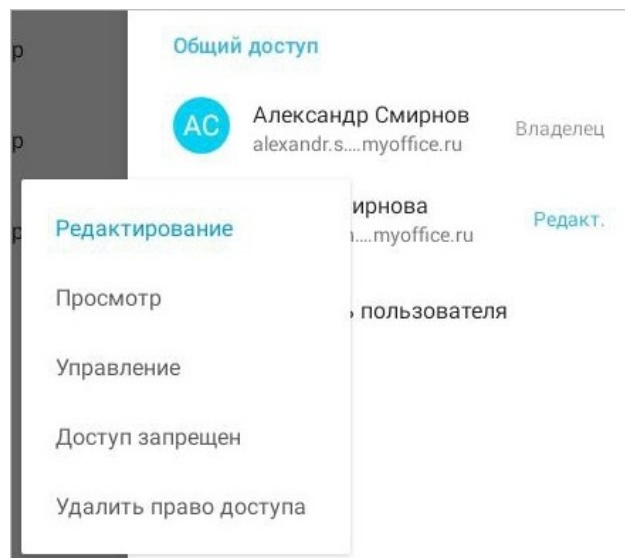 р
Общий доступ
АС
Александр Смирнов
alexandr.s....myoffice.ru
Владелец
р
ирнова
....myoffice.ru
Редакт.
р
пользователя
Редактирование
Просмотр
Управление
Доступ запрещен
Удалить право доступа